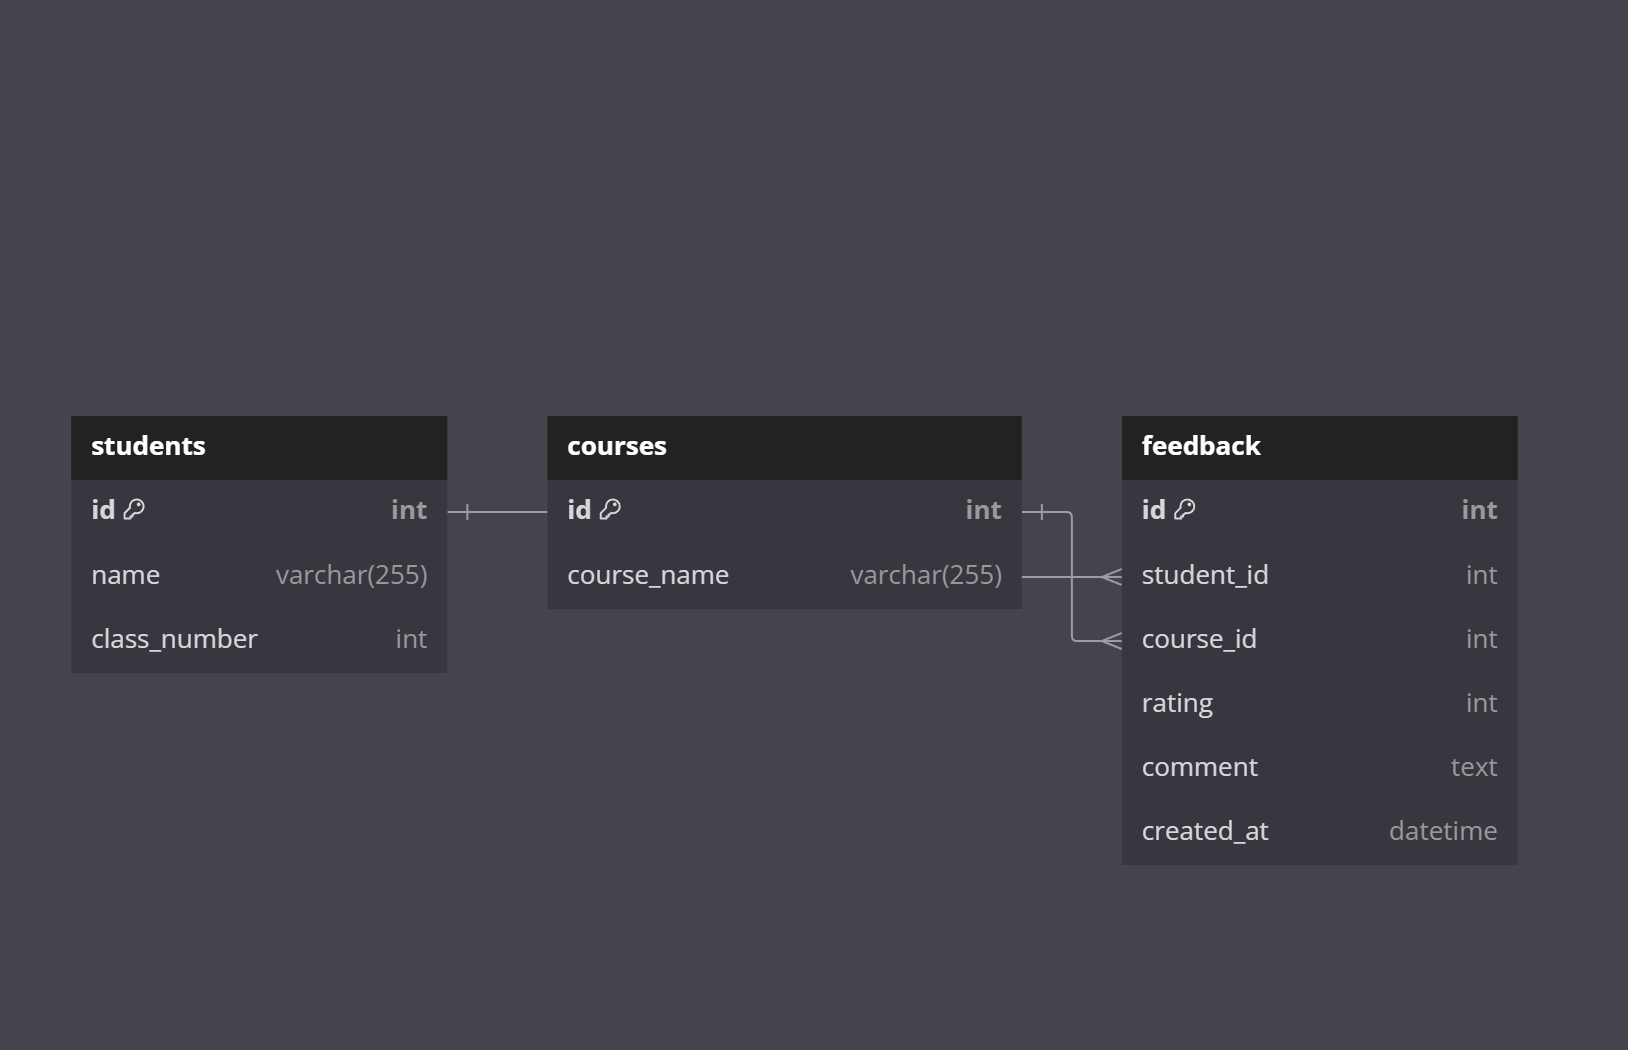 students
id int
name varchar(255)
class_number int
courses
id int
course_name varchar(255)
feedback
id int
student_id int
course_id int
rating int
comment text
created_at datetime